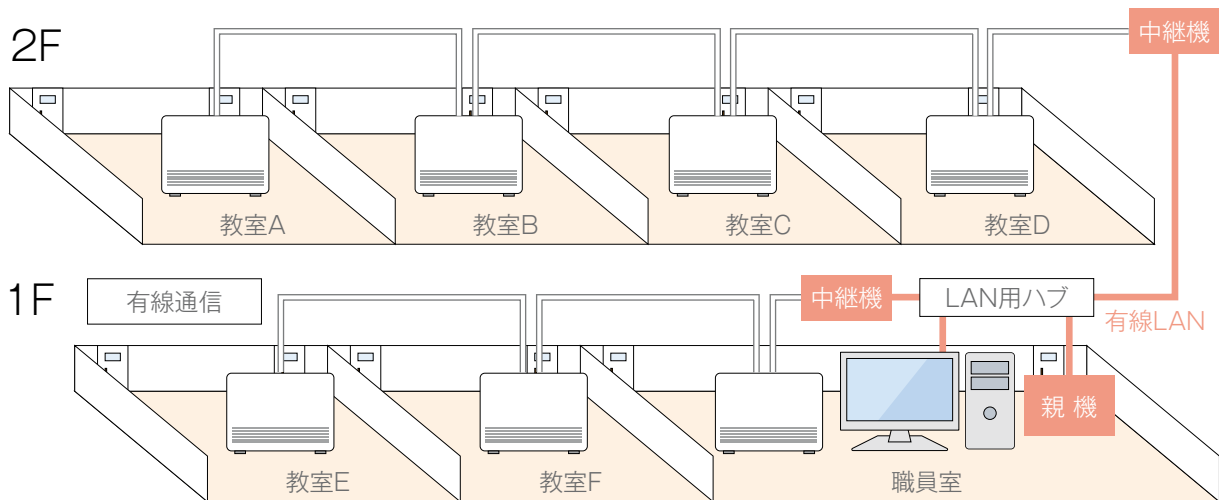 2F
中継機
教室A
教室B
教室C
教室D
1F
有線通信
中継機
LAN用ハブ
有線LAN
親機
教室E
教室F
職員室